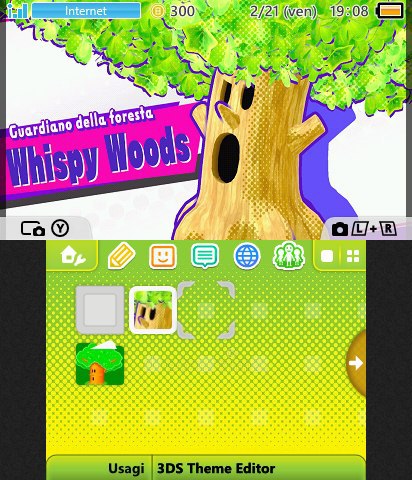 Internet
300
2/21 (ven)
19:08
Guardiano della foresta
Whispy Woods
Y
L+R
Usagi
3DS Theme Editor